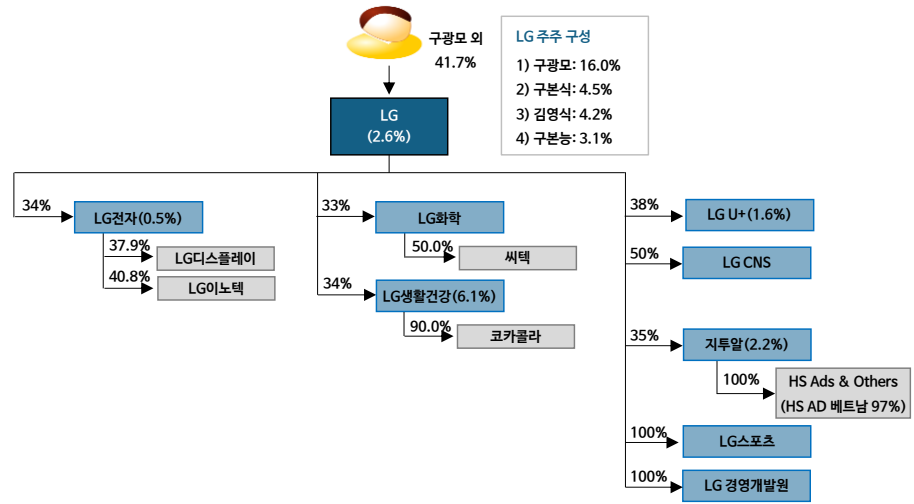 구광모 외
41.7%
LG 주주 구성
1) 구광모: 16.0%
2) 구본식: 4.5%
3) 김영식: 4.2%
4) 구본능: 3.1%
LG
(2.6%)
34%
LG전자(0.5%)
37.9%
LG디스플레이
40.8%
LG이노텍
33%
LG화학
50.0%
씨텍
34%
LG생활건강(6.1%)
90.0%
코카콜라
38%
LG U+(1.6%)
50%
LG CNS
35%
지투알(2.2%)
100%
HS Ads & Others
(HS AD 베트남 97%)
100%
LG스포츠
100%
LG 경영개발원